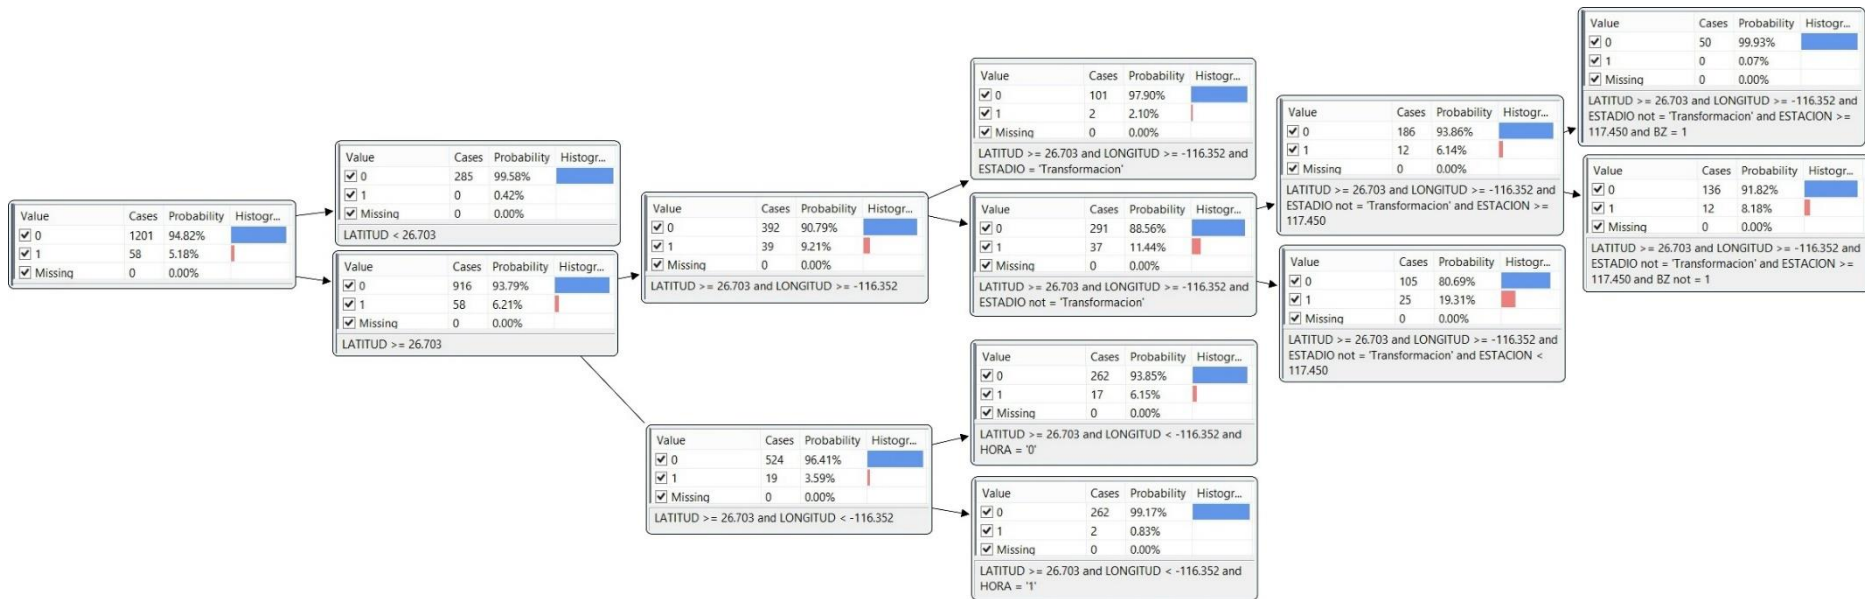 Value Cases Probability Histogr...
0 1201 94.82%
1 58 5.18%
Missing 0 0.00%
Value Cases Probability Histogr...
0 285 99.58%
1 0 0.42%
Missing 0 0.00%
LATITUD < 26.703
Value Cases Probability Histogr...
0 916 93.79%
1 58 6.21%
Missing 0 0.00%
LATITUD >= 26.703
Value Cases Probability Histogr...
0 392 90.79%
1 39 9.21%
Missing 0 0.00%
LATITUD >= 26.703 and LONGITUD >= -116.352
Value Cases Probability Histogr...
0 524 96.41%
1 19 3.59%
Missing 0 0.00%
LATITUD >= 26.703 and LONGITUD < -116.352
Value Cases Probability Histogr...
0 101 97.90%
1 2 2.10%
Missing 0 0.00%
LATITUD >= 26.703 and LONGITUD >= -116.352 and
ESTADIO = 'Transformacion'
Value Cases Probability Histogr...
0 291 88.56%
1 37 11.44%
Missing 0 0.00%
LATITUD >= 26.703 and LONGITUD >= -116.352 and
ESTADIO not = 'Transformacion'
Value Cases Probability Histogr...
0 262 93.85%
1 17 6.15%
Missing 0 0.00%
LATITUD >= 26.703 and LONGITUD < -116.352 and
HORA = '0'
Value Cases Probability Histogr...
0 262 99.17%
1 2 0.83%
Missing 0 0.00%
LATITUD >= 26.703 and LONGITUD < -116.352 and
HORA = '1'
Value Cases Probability Histogr...
0 186 93.86%
1 12 6.14%
Missing 0 0.00%
LATITUD >= 26.703 and LONGITUD >= -116.352 and
ESTADIO not = 'Transformacion' and ESTACION >=
117.450
Value Cases Probability Histogr...
0 105 80.69%
1 25 19.31%
Missing 0 0.00%
LATITUD >= 26.703 and LONGITUD >= -116.352 and
ESTADIO not = 'Transformacion' and ESTACION <
117.450
Value Cases Probability Histogr...
0 50 99.93%
1 0 0.07%
Missing 0 0.00%
LATITUD >= 26.703 and LONGITUD >= -116.352 and
ESTADIO not = 'Transformacion' and ESTACION >=
117.450 and BZ = 1
Value Cases Probability Histogr...
0 136 91.82%
1 12 8.18%
Missing 0 0.00%
LATITUD >= 26.703 and LONGITUD >= -116.352 and
ESTADIO not = 'Transformacion' and ESTACION >=
117.450 and BZ not = 1